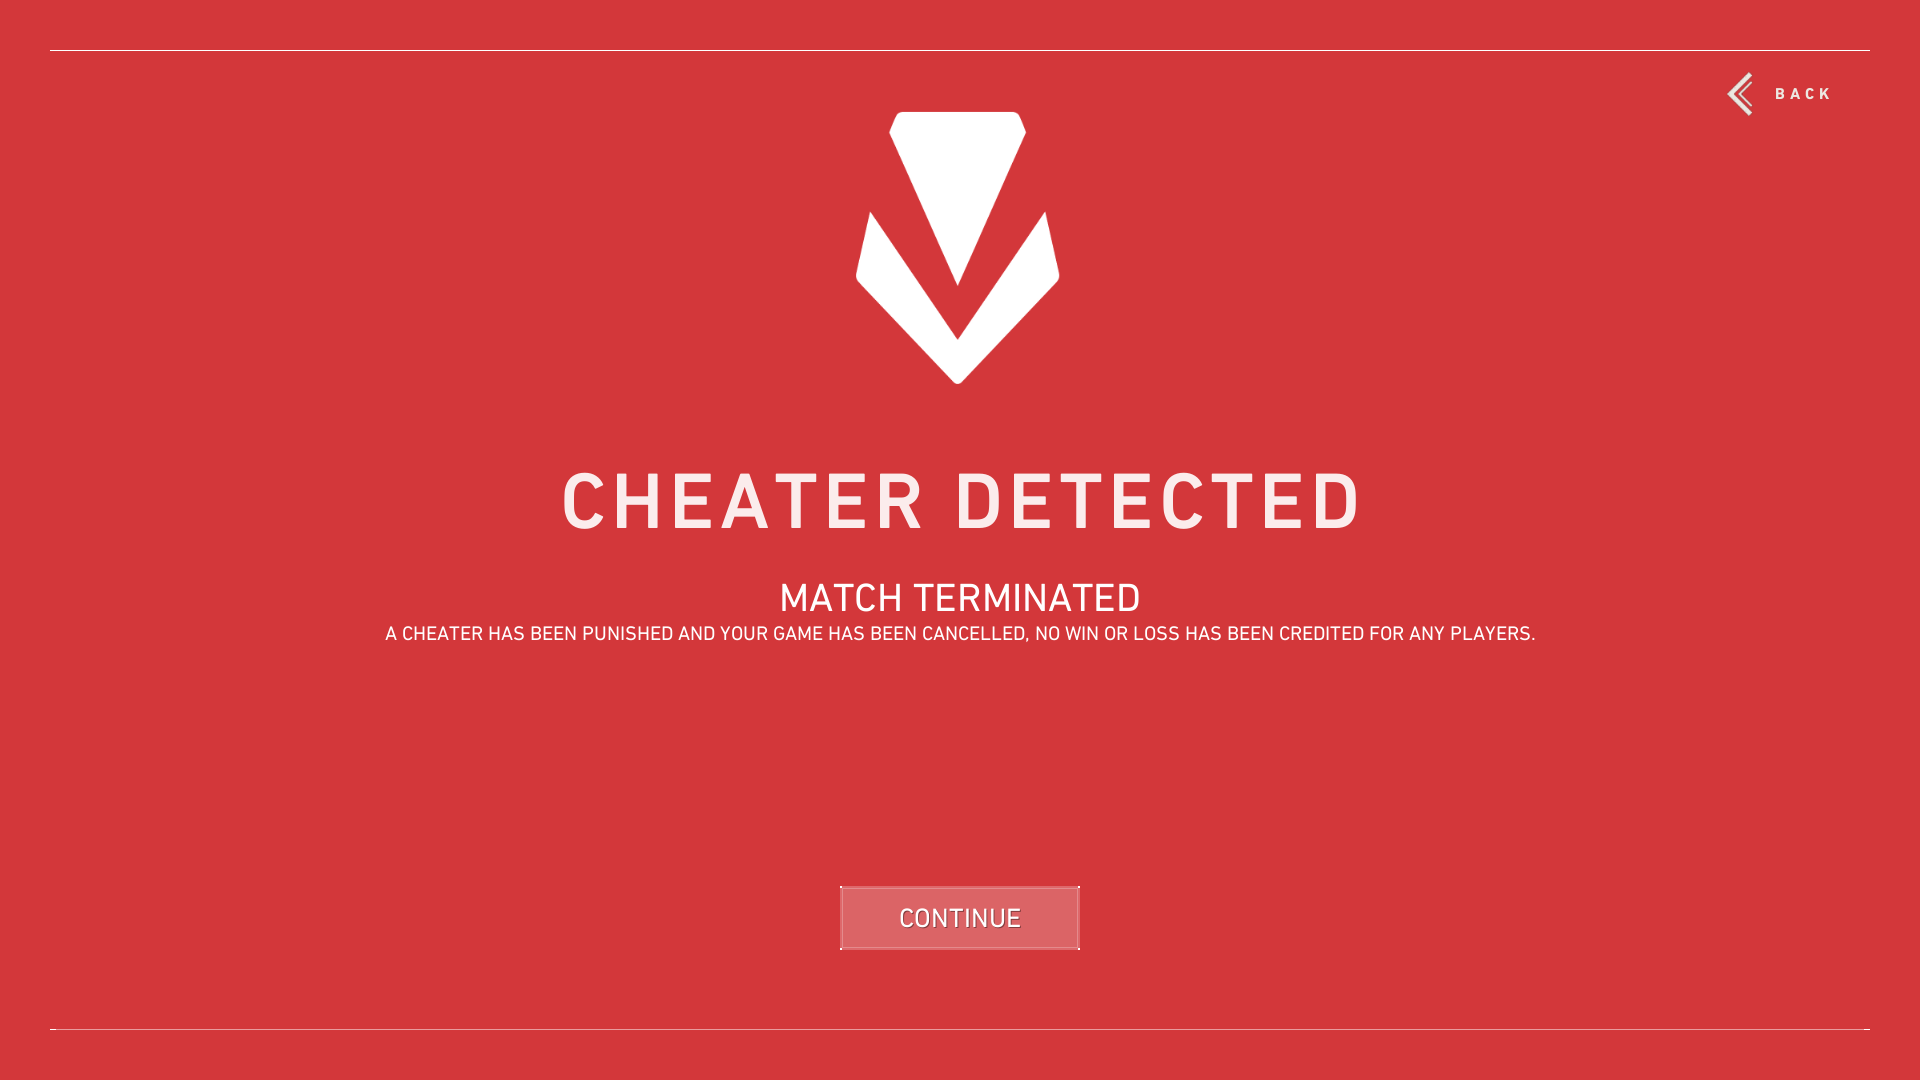 BACK
CHEATER DETECTED
MATCH TERMINATED
A CHEATER HAS BEEN PUNISHED AND YOUR GAME HAS BEEN CANCELLED, NO WIN OR LOSS HAS BEEN CREDITED FOR ANY PLAYERS.
CONTINUE